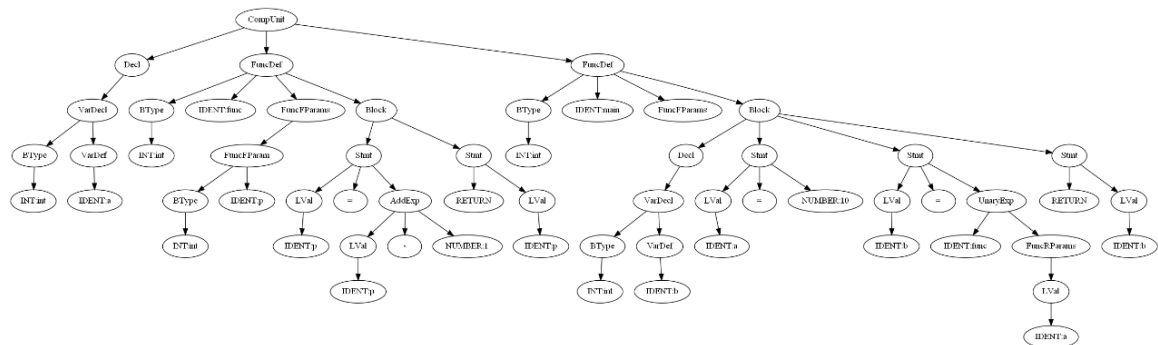 CompUnit
Decl FuncDef FuncDef
VarDecl BType IDENT:func FuncFParams Block BType IDENT:main FuncFParams Block
BType VarDef INT:int FuncFParam Stmt Stmt INT:int Decl Stmt Stmt Stmt
INT:int IDENT:a BType IDENT:p LVal = AddExp RETURN LVal VarDecl LVal = NUMBER:10 LVal = UnaryExp RETURN LVal
INT:int IDENT:p LVal - NUMBER:1 IDENT:p BType VarDef IDENT:a IDENT:b IDENT:func FuncRParams IDENT:b
IDENT:p INT:int IDENT:b LVal
IDENT:a